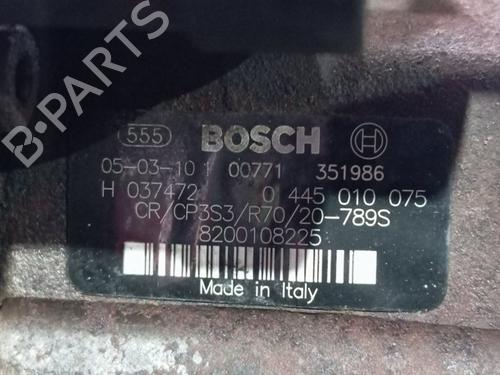 555 BOSCH
05-03-10 1 00771 351986
H 037472 0 445 010 075
CR/CP3S3/R70/20-789S
8200108225
Made in Italy
B-PARTS